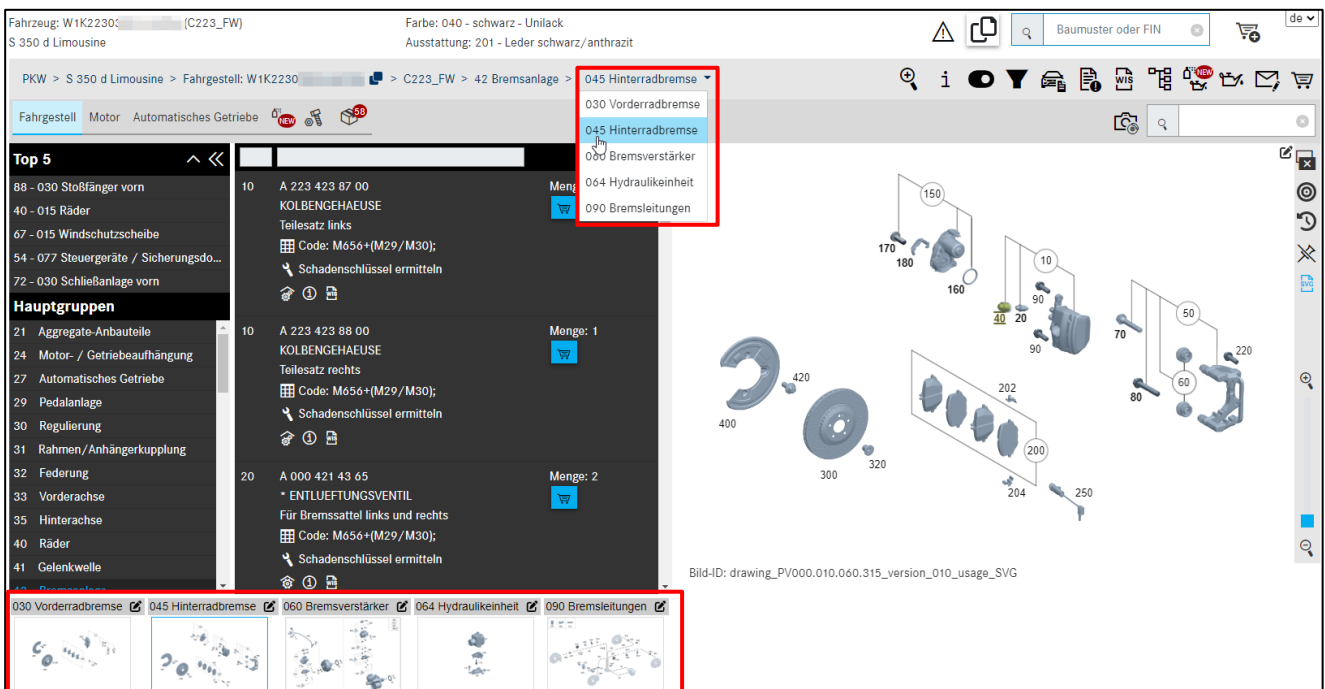 Fahrzeug: W1K2230 (C223_FW)
S 350 d Limousine
Farbe: 040 - schwarz - Unilack
Ausstattung: 201 - Leder schwarz/anthrazit
Baumuster oder FIN
de
PKW > S 350 d Limousine > Fahrgestell: W1K2230 > C223_FW > 42 Bremsanlage > 045 Hinterradbremse
i
WIS
NEW
030 Vorderradbremse
045 Hinterradbremse
060 Bremsverstärker
064 Hydraulikeinheit
090 Bremsleitungen
Fahrgestell Motor Automatisches Getriebe NEW 58
Top 5
88 - 030 Stoßfänger vorn
40 - 015 Räder
67 - 015 Windschutzscheibe
54 - 077 Steuergeräte / Sicherungsdo...
72 - 030 Schließanlage vorn
Hauptgruppen
21 Aggregate-Anbauteile
24 Motor- / Getriebeaufhängung
27 Automatisches Getriebe
29 Pedalanlage
30 Regulierung
31 Rahmen/Anhängerkupplung
32 Federung
33 Vorderachse
35 Hinterachse
40 Räder
41 Gelenkwelle
42 Bremsanlage
10 A 223 423 87 00 Meng
KOLBENGEHAEUSE
Teilesatz links
Code: M656+(M29/M30);
Schadenschlüssel ermitteln
10 A 223 423 88 00 Menge: 1
KOLBENGEHAEUSE
Teilesatz rechts
Code: M656+(M29/M30);
Schadenschlüssel ermitteln
20 A 000 421 43 65 Menge: 2
* ENTLUEFTUNGSVENTIL
Für Bremssattel links und rechts
Code: M656+(M29/M30);
Schadenschlüssel ermitteln
150
170
180
160
10
90
40
20
90
50
70
220
60
80
420
400
300
320
202
200
204
250
SVG
Bild-ID: drawing_PV000.010.060.315_version_010_usage_SVG
030 Vorderradbremse 045 Hinterradbremse 060 Bremsverstärker 064 Hydraulikeinheit 090 Bremsleitungen